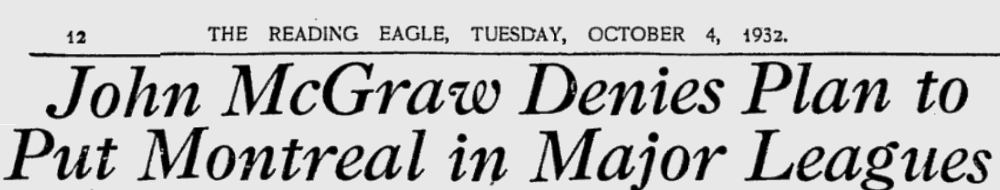 12 THE READING EAGLE, TUESDAY, OCTOBER 4, 1932.
John McGraw Denies Plan to
Put Montreal in Major Leagues